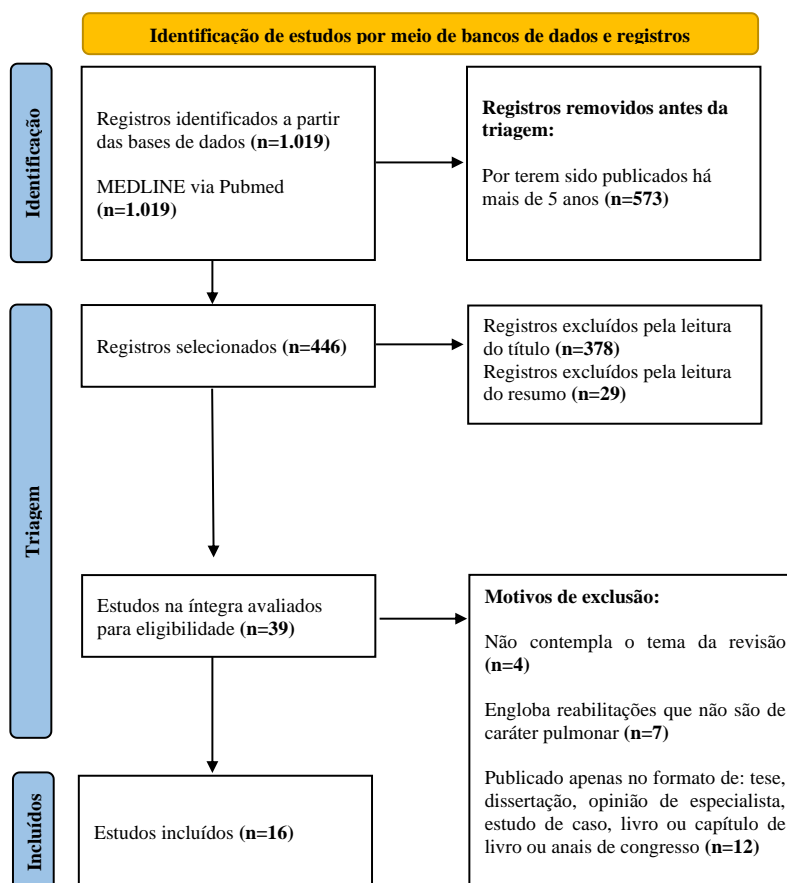 Identificação de estudos por meio de bancos de dados e registros
Identificação
Registros identificados a partir
das bases de dados (n=1.019)
MEDLINE via Pubmed
(n=1.019)
Registros removidos antes da
triagem:
Por terem sido publicados há
mais de 5 anos (n=573)
Triagem
Registros selecionados (n=446)
Registros excluídos pela leitura
do título (n=378)
Registros excluídos pela leitura
do resumo (n=29)
Estudos na íntegra avaliados
para eligibilidade (n=39)
Motivos de exclusão:
Não contempla o tema da revisão
(n=4)
Engloba reabilitações que não são de
caráter pulmonar (n=7)
Publicado apenas no formato de: tese,
dissertação, opinião de especialista,
estudo de caso, livro ou capítulo de
livro ou anais de congresso (n=12)
Incluídos
Estudos incluídos (n=16)